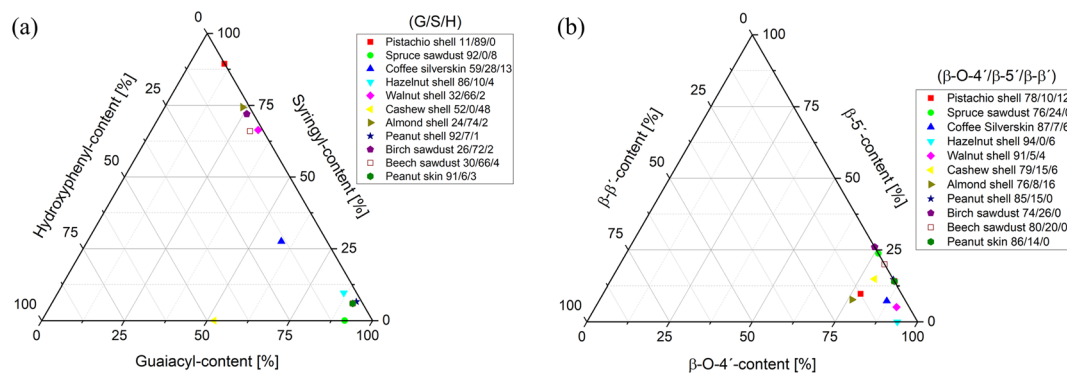 (a)
(G/S/H)
Pistachio shell 11/89/0
Spruce sawdust 92/0/8
Coffee silverskin 59/28/13
Hazelnut shell 86/10/4
Walnut shell 32/66/2
Cashew shell 52/0/48
Almond shell 24/74/2
Peanut shell 92/7/1
Birch sawdust 26/72/2
Beech sawdust 30/66/4
Peanut skin 91/6/3
0
25
50
75
100
Hydroxyphenyl-content [%]
100
75
50
25
0
Syringyl-content [%]
0
25
50
75
100
Guaiacyl-content [%]
(b)
(β-O-4´/β-5´/β-β´)
Pistachio shell 78/10/12
Spruce sawdust 76/24/0
Coffee Silverskin 87/7/6
Hazelnut shell 94/0/6
Walnut shell 91/5/4
Cashew shell 79/15/6
Almond shell 76/8/16
Peanut shell 85/15/0
Birch sawdust 74/26/0
Beech sawdust 80/20/0
Peanut skin 86/14/0
0
25
50
75
100
β-β´-content [%]
100
75
50
25
0
β-5´-content [%]
0
25
50
75
100
β-O-4´-content [%]